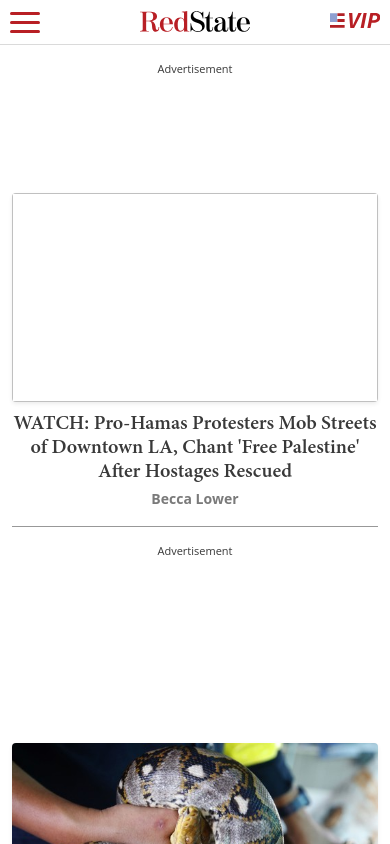 RedState
VIP
Advertisement
WATCH: Pro-Hamas Protesters Mob Streets
of Downtown LA, Chant 'Free Palestine'
After Hostages Rescued
Becca Lower
Advertisement